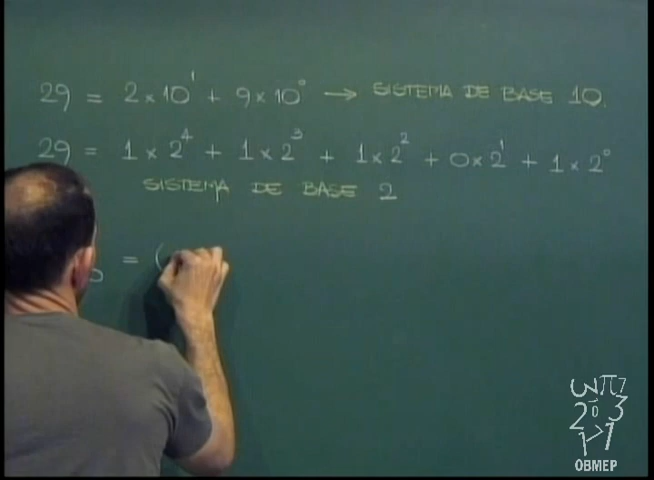 29 = 2 × 10¹ + 9 × 10⁰ → SISTEMA DE BASE 10.
29 = 1 × 2⁴ + 1 × 2³ + 1 × 2² + 0 × 2¹ + 1 × 2⁰
SISTEMA DE BASE 2
= (
OBMEP